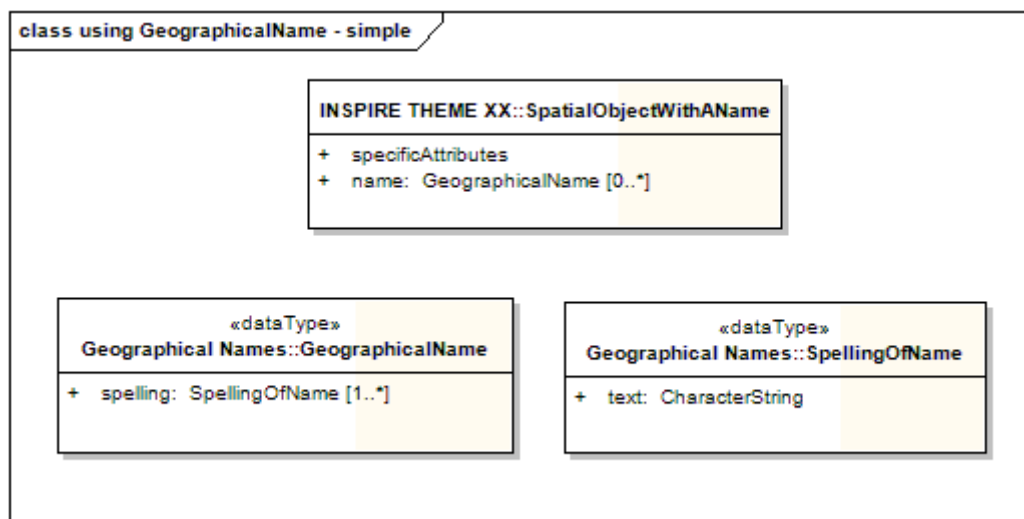 class using GeographicalName - simple
INSPIRE THEME XX::SpatialObjectWithAName
+ specificAttributes
+ name: GeographicalName [0..*]
«dataType»
Geographical Names::GeographicalName
+ spelling: SpellingOfName [1..*]
«dataType»
Geographical Names::SpellingOfName
+ text: CharacterString